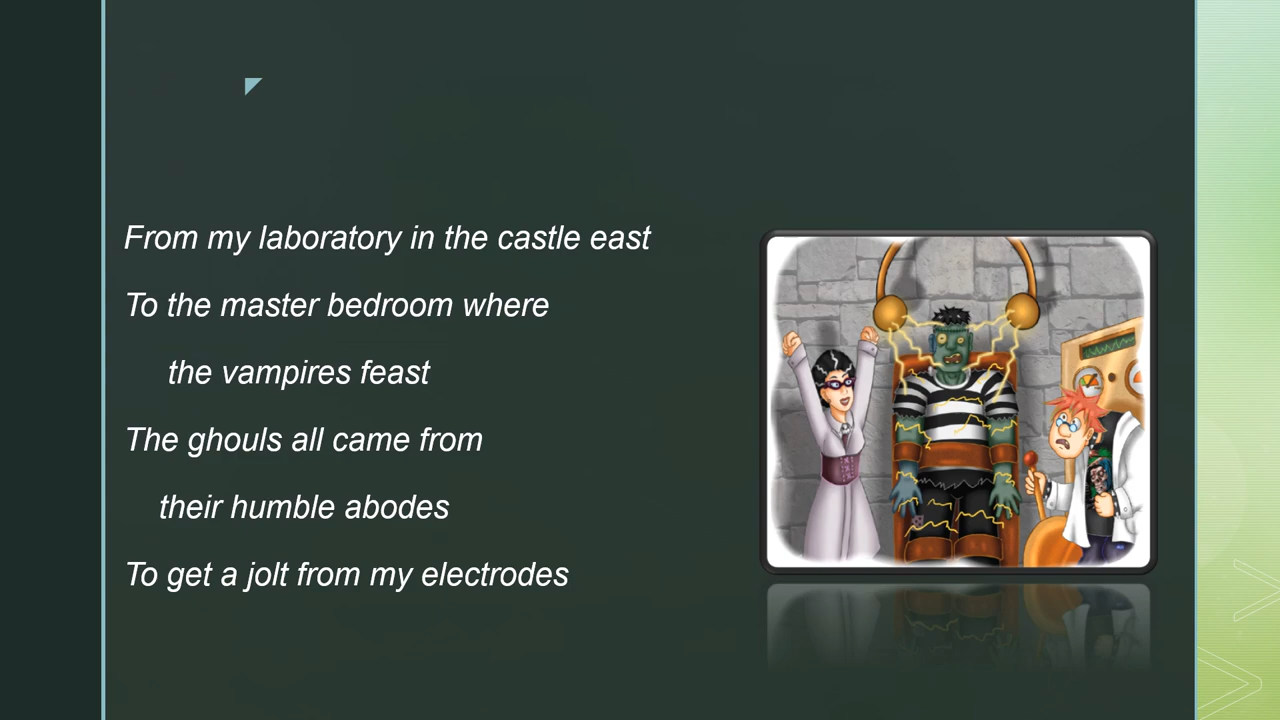 From my laboratory in the castle east
To the master bedroom where
the vampires feast
The ghouls all came from
their humble abodes
To get a jolt from my electrodes